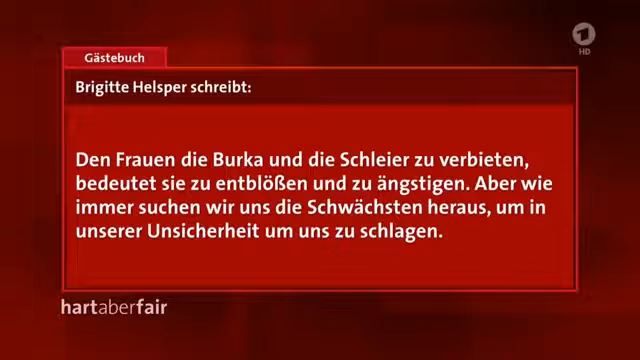 Gästebuch
1
HD
Brigitte Helsper schreibt:
Den Frauen die Burka und die Schleier zu verbieten,
bedeutet sie zu entblößen und zu ängstigen. Aber wie
immer suchen wir uns die Schwächsten heraus, um in
unserer Unsicherheit um uns zu schlagen.
hartaberfair